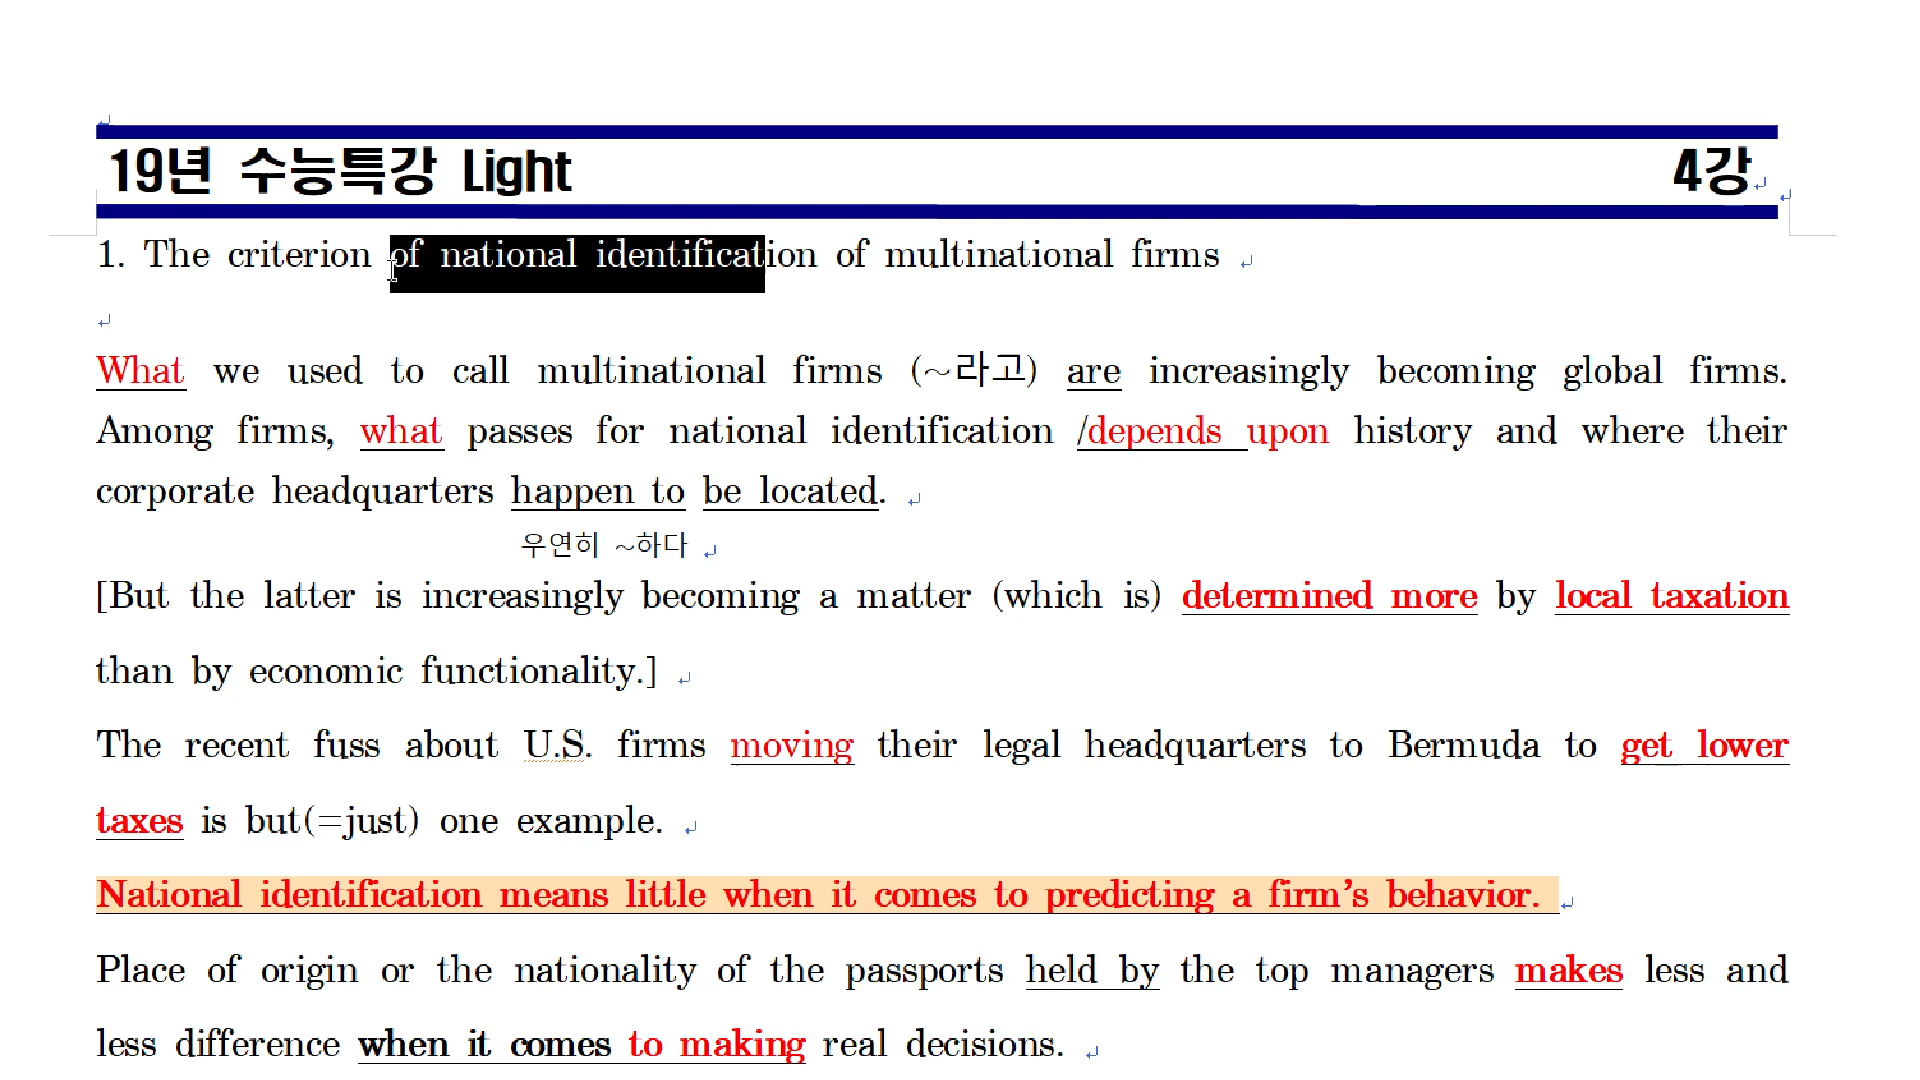 19년 수능특강 Light 4강
1. The criterion of national identification of multinational firms
What we used to call multinational firms (~라고) are increasingly becoming global firms.
Among firms, what passes for national identification /depends upon history and where their
corporate headquarters happen to be located.
우연히 ~하다
[But the latter is increasingly becoming a matter (which is) determined more by local taxation
than by economic functionality.]
The recent fuss about U.S. firms moving their legal headquarters to Bermuda to get lower
taxes is but(=just) one example.
National identification means little when it comes to predicting a firm's behavior.
Place of origin or the nationality of the passports held by the top managers makes less and
less difference when it comes to making real decisions.